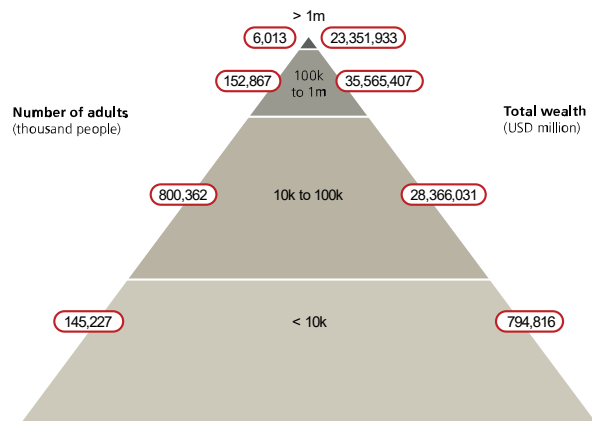 > 1m
6,013
23,351,933
152,867
100k
to 1m
35,565,407
Number of adults
(thousand people)
Total wealth
(USD million)
800,362
10k to 100k
28,366,031
145,227
< 10k
794,816